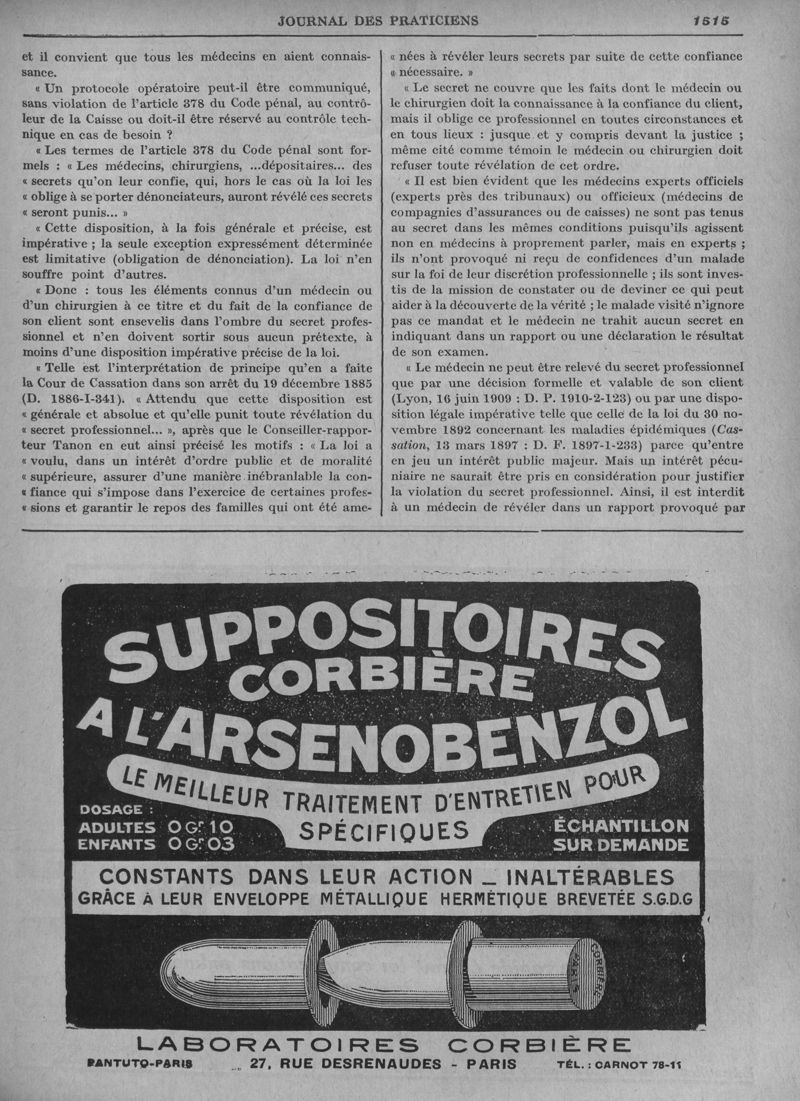 JOURNAL DES PRATICIENS 1515
et il convient que tous les médecins en aient connais-
sance.
« Un protocole opératoire peut-il être communiqué,
sans violation de l'article 378 du Code pénal, au contrô-
leur de la Caisse ou doit-il être réservé au contrôle tech-
nique en cas de besoin ?
« Les termes de l'article 378 du Code pénal sont for-
mels : « Les médecins, chirurgiens, ...dépositaires... des
« secrets qu'on leur confie, qui, hors le cas où la loi les
« oblige à se porter dénonciateurs, auront révélé ces secrets
« seront punis... »
« Cette disposition, à la fois générale et précise, est
impérative ; la seule exception expressément déterminée
est limitative (obligation de dénonciation). La loi n'en
souffre point d'autres.
« Donc : tous les éléments connus d'un médecin ou
d'un chirurgien à ce titre et du fait de la confiance de
son client sont ensevelis dans l'ombre du secret profes-
sionnel et n'en doivent sortir sous aucun prétexte, à
moins d'une disposition impérative précise de la loi.
« Telle est l'interprétation de principe qu'en a faite
la Cour de Cassation dans son arrêt du 19 décembre 1885
(D. 1886-I-341). « Attendu que cette disposition est
« générale et absolue et qu'elle punit toute révélation du
« secret professionnel... », après que le Conseiller-rappor-
teur Tanon en eut ainsi précisé les motifs : « La loi a
« voulu, dans un intérêt d'ordre public et de moralité
« supérieure, assurer d'une manière inébranlable la con-
« fiance qui s'impose dans l'exercice de certaines profes-
« sions et garantir le repos des familles qui ont été ame-
« nées à révéler leurs secrets par suite de cette confiance
« nécessaire. »
« Le secret ne couvre que les faits dont le médecin ou
le chirurgien doit la connaissance à la confiance du client,
mais il oblige ce professionnel en toutes circonstances et
en tous lieux : jusque et y compris devant la justice ;
même cité comme témoin le médecin ou chirurgien doit
refuser toute révélation de cet ordre.
« Il est bien évident que les médecins experts officiels
(experts près des tribunaux) ou officieux (médecins de
compagnies d'assurances ou de caisses) ne sont pas tenus
au secret dans les mêmes conditions puisqu'ils agissent
non en médecins à proprement parler, mais en experts ;
ils n'ont provoqué ni reçu de confidences d'un malade
sur la foi de leur discrétion professionnelle ; ils sont inves-
tis de la mission de constater ou de deviner ce qui peut
aider à la découverte de la vérité ; le malade visité n'ignore
pas ce mandat et le médecin ne trahit aucun secret en
indiquant dans un rapport ou une déclaration le résultat
de son examen.
« Le médecin ne peut être relevé du secret professionnel
que par une décision formelle et valable de son client
(Lyon, 16 juin 1909 : D. P. 1910-2-123) ou par une dispo-
sition légale impérative telle que celle de la loi du 30 no-
vembre 1892 concernant les maladies épidémiques (Cas-
sation, 13 mars 1897 : D. F. 1897-1-233) parce qu'entre
en jeu un intérêt public majeur. Mais un intérêt pécu-
niaire ne saurait être pris en considération pour justifier
la violation du secret professionnel. Ainsi, il est interdit
à un médecin de révéler dans un rapport provoqué par
SUPPOSITOIRES
CORBIÈRE
A L'ARSENOBENZOL
LE MEILLEUR TRAITEMENT D'ENTRETIEN POUR
SPÉCIFIQUES
DOSAGE :
ADULTES 0 Gr 10
ENFANTS 0 Gr 03
ÉCHANTILLON
SUR DEMANDE
CONSTANTS DANS LEUR ACTION _ INALTÉRABLES
GRÂCE A LEUR ENVELOPPE MÉTALLIQUE HERMÉTIQUE BREVETÉE S.G.D.G
CORBIÈRE
PARIS
LABORATOIRES CORBIÈRE
PANTUTO-PARIS 27, RUE DESRENAUDES - PARIS TÉL. : CARNOT 78-11